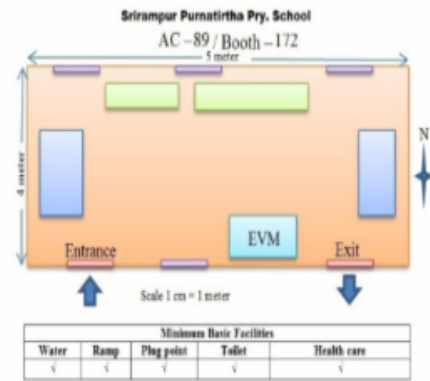 Srirampur Purnatirtha Pry. School
AC -89 / Booth -172
5 meter
4 meter
N
EVM
Entrance
Exit
Scale 1 cm = 1 meter
Minimum Basic Facilities
Water Ramp Plug point Toilet Health care
√ √ √ √ √